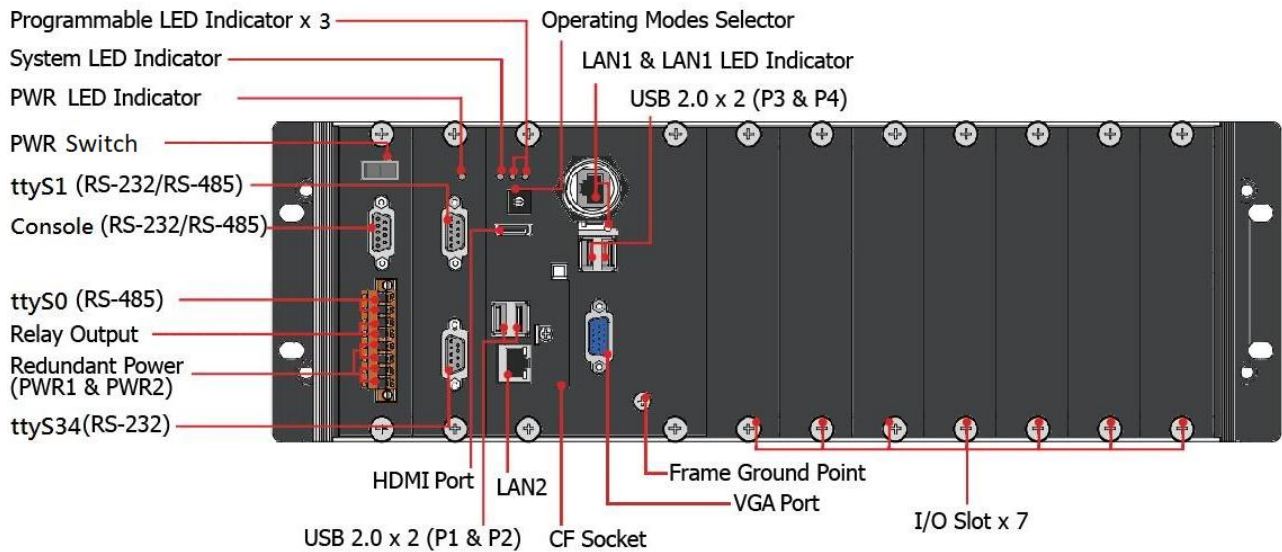 Programmable LED Indicator x 3
System LED Indicator
PWR LED Indicator
PWR Switch
ttyS1 (RS-232/RS-485)
Console (RS-232/RS-485)
ttyS0 (RS-485)
Relay Output
Redundant Power
(PWR1 & PWR2)
ttyS34(RS-232)
Operating Modes Selector
LAN1 & LAN1 LED Indicator
USB 2.0 x 2 (P3 & P4)
HDMI Port
LAN2
USB 2.0 x 2 (P1 & P2)
CF Socket
Frame Ground Point
VGA Port
I/O Slot x 7